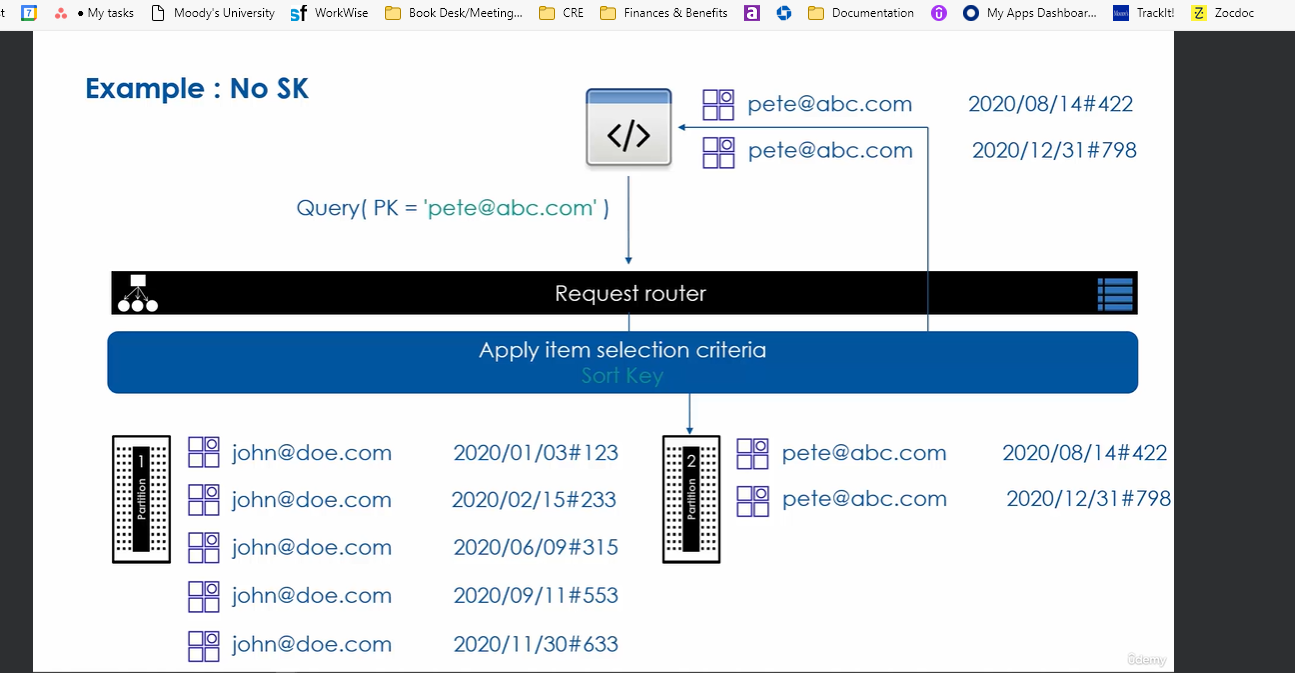 t
7
My tasks
Moody's University
sf WorkWise
Book Desk/Meeting...
CRE
Finances & Benefits
a
Documentation
My Apps Dashboar...
TrackIt!
Z Zocdoc
Example : No SK
</>
pete@abc.com 2020/08/14#422
pete@abc.com 2020/12/31#798
Query( PK = 'pete@abc.com' )
Request router
Apply item selection criteria
Sort Key
1 Partition
john@doe.com 2020/01/03#123
john@doe.com 2020/02/15#233
john@doe.com 2020/06/09#315
john@doe.com 2020/09/11#553
john@doe.com 2020/11/30#633
2 Partition
pete@abc.com 2020/08/14#422
pete@abc.com 2020/12/31#798
ûdemy